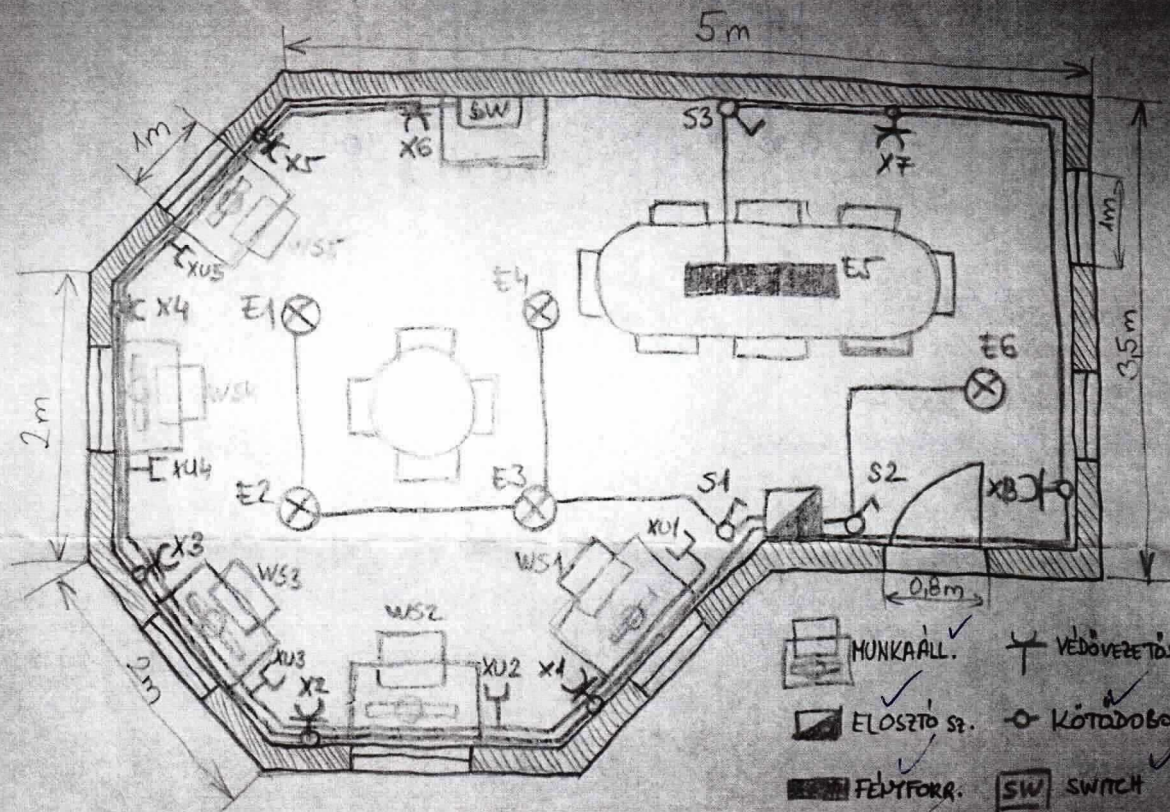 5m
1m
SW
S3
X6
X7
X5
WS5
XU5
1m
X4
E1
E4
E5
E6
3,5m
2m
WS4
XU4
E2
E3
S1
S2
XB
X3
WS3
WS1
XU1
WS2
0,8m
XU3
X2
XU2
X1
2m
MUNKAÁLL.
VÉDŐVEZETŐS
ELOSZTÓ SZ.
KÖTŐDOBO
FÉNYFORR.
SW SWITCH